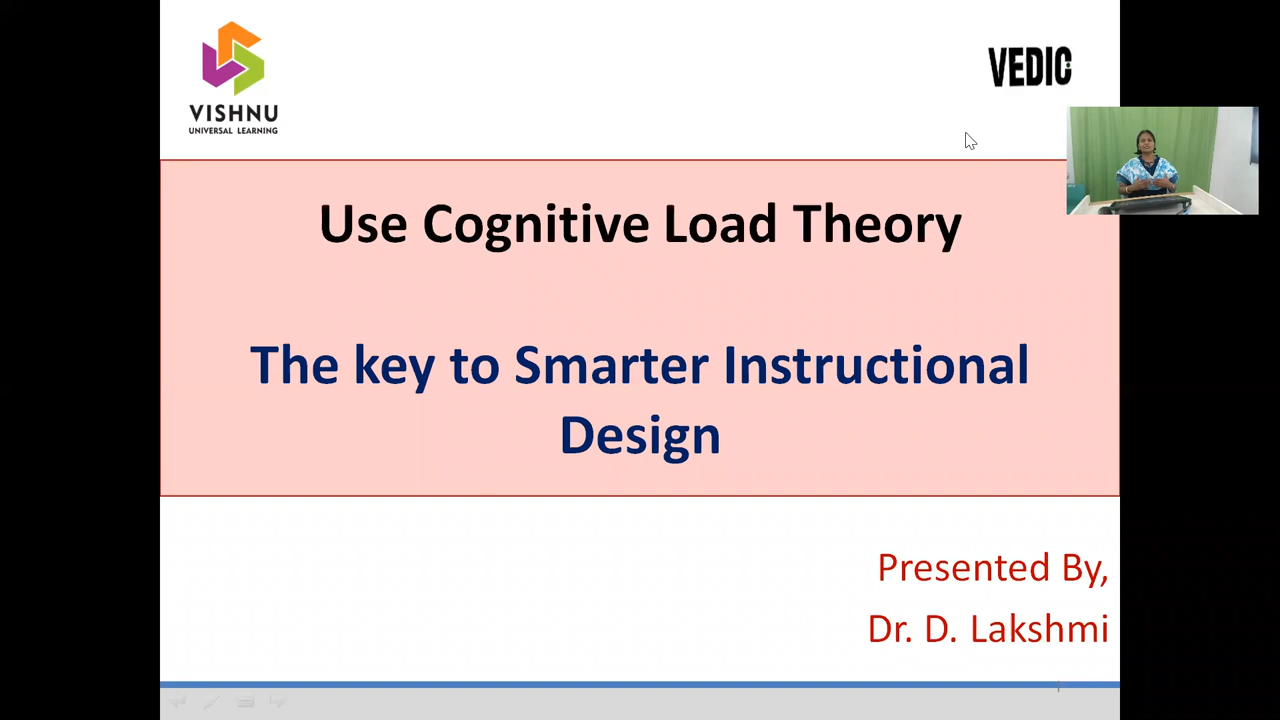 VISHNU
UNIVERSAL LEARNING
VEDIC
Use Cognitive Load Theory
The key to Smarter Instructional
Design
Presented By,
Dr. D. Lakshmi